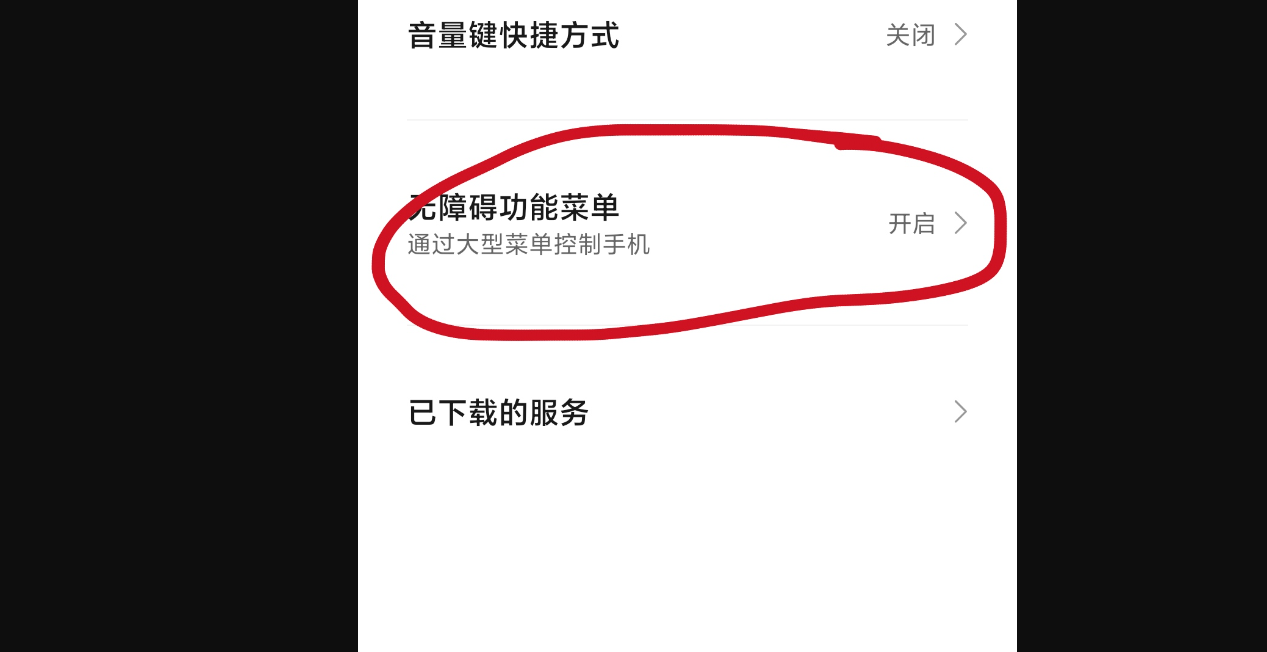 音量键快捷方式 关闭
无障碍功能菜单
通过大型菜单控制手机 开启
已下载的服务